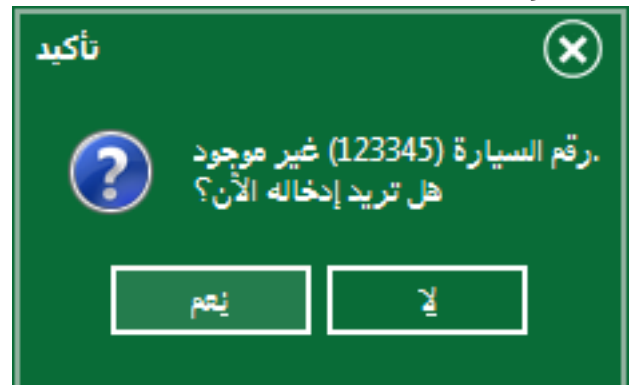 تأكيد
رقم السيارة (123345) غير موجود.
هل تريد إدخاله الآن؟
نعم
لا